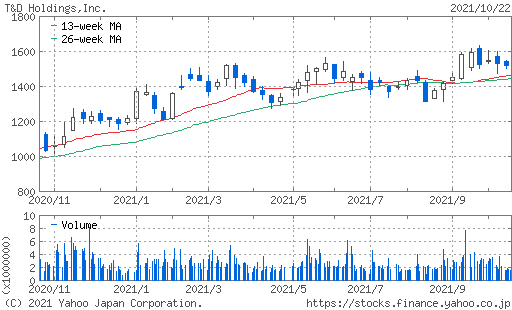 T&D Holdings,Inc. 2021/10/22
1800
1600
1400
1200
1000
800
13-week MA
26-week MA
2020/11 2021/1 2021/3 2021/5 2021/7 2021/9
10
8
6
4
2
0
Volume
(x1000000)
2020/11 2021/1 2021/3 2021/5 2021/7 2021/9
(C) 2021 Yahoo Japan Corporation. https://stocks.finance.yahoo.co.jp/